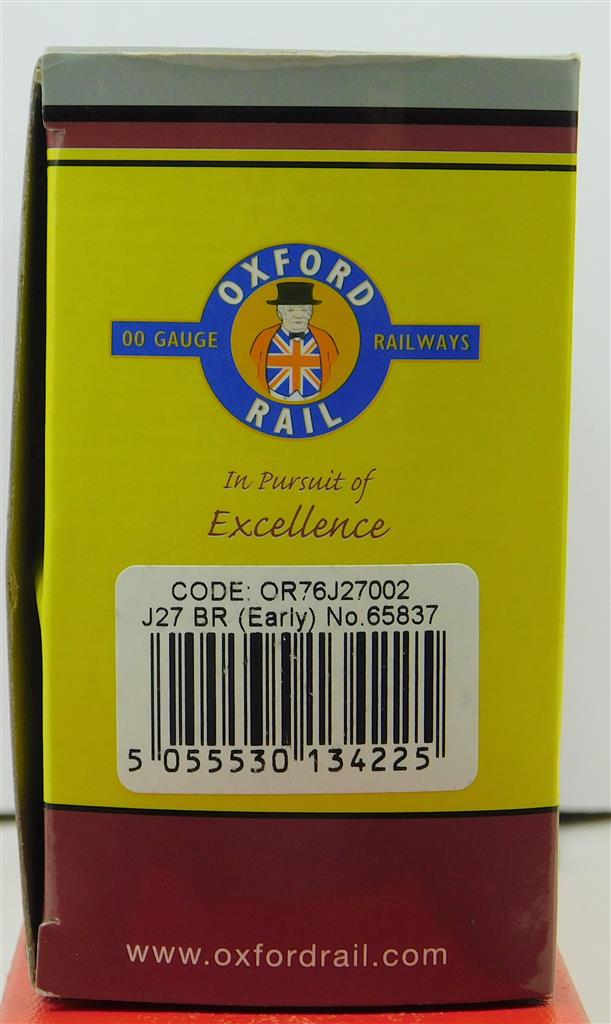 OXFORD
00 GAUGE RAILWAYS
RAIL
In Pursuit of
Excellence
CODE: OR76J27002
J27 BR (Early) No.65837
5 055530 134225
www.oxfordrail.com